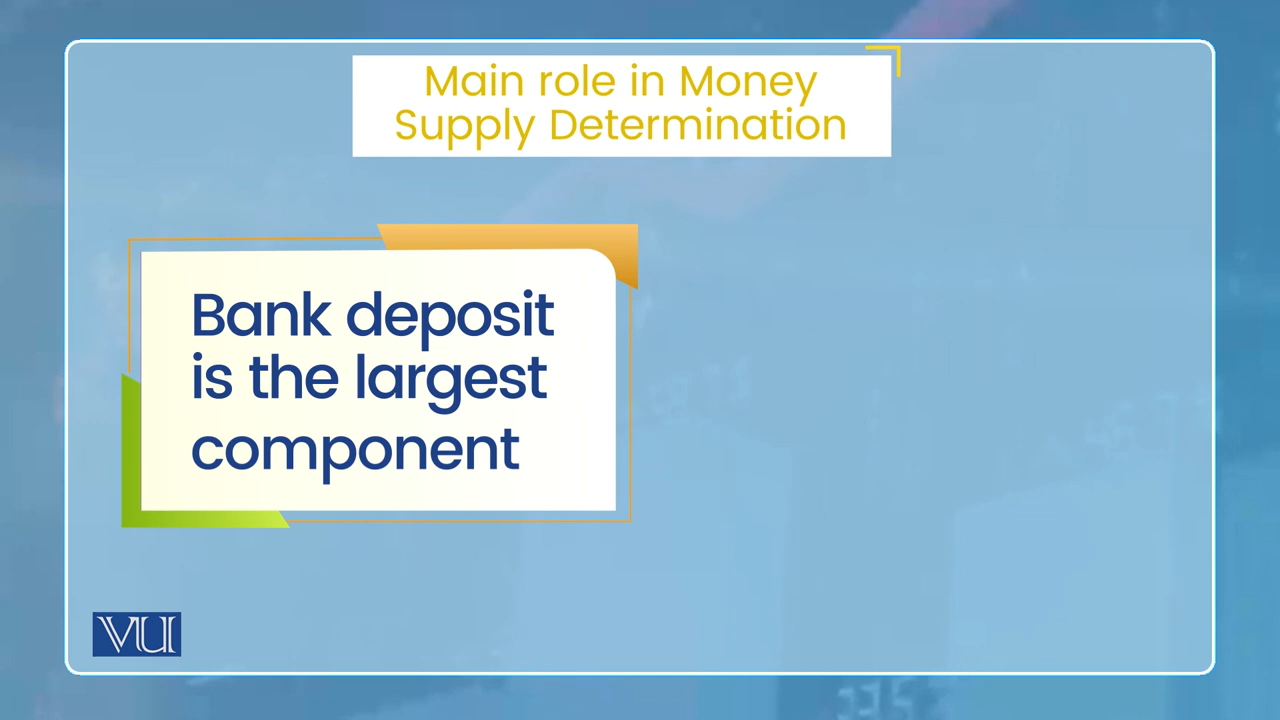 Main role in Money
Supply Determination
Bank deposit
is the largest
component
VU